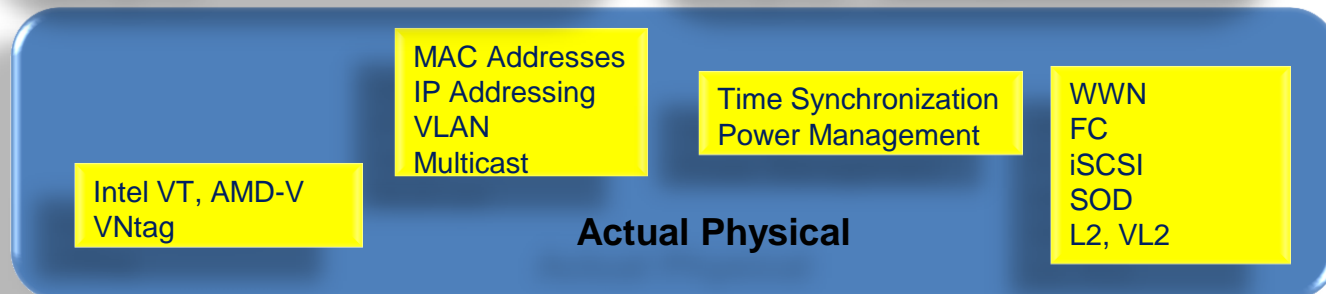 Intel VT, AMD-V
VNtag
MAC Addresses
IP Addressing
VLAN
Multicast
Time Synchronization
Power Management
WWN
FC
iSCSI
SOD
L2, VL2
Actual Physical